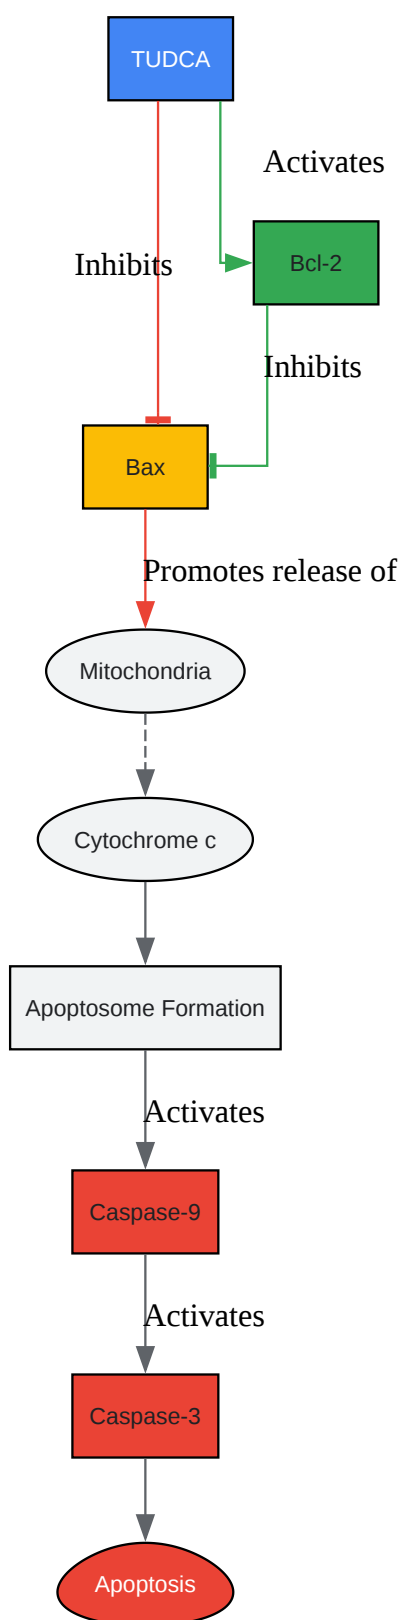 TUDCA
Activates
Bcl-2
Inhibits
Inhibits
Bax
Promotes release of
Mitochondria
Cytochrome c
Apoptosome Formation
Activates
Caspase-9
Activates
Caspase-3
Apoptosis